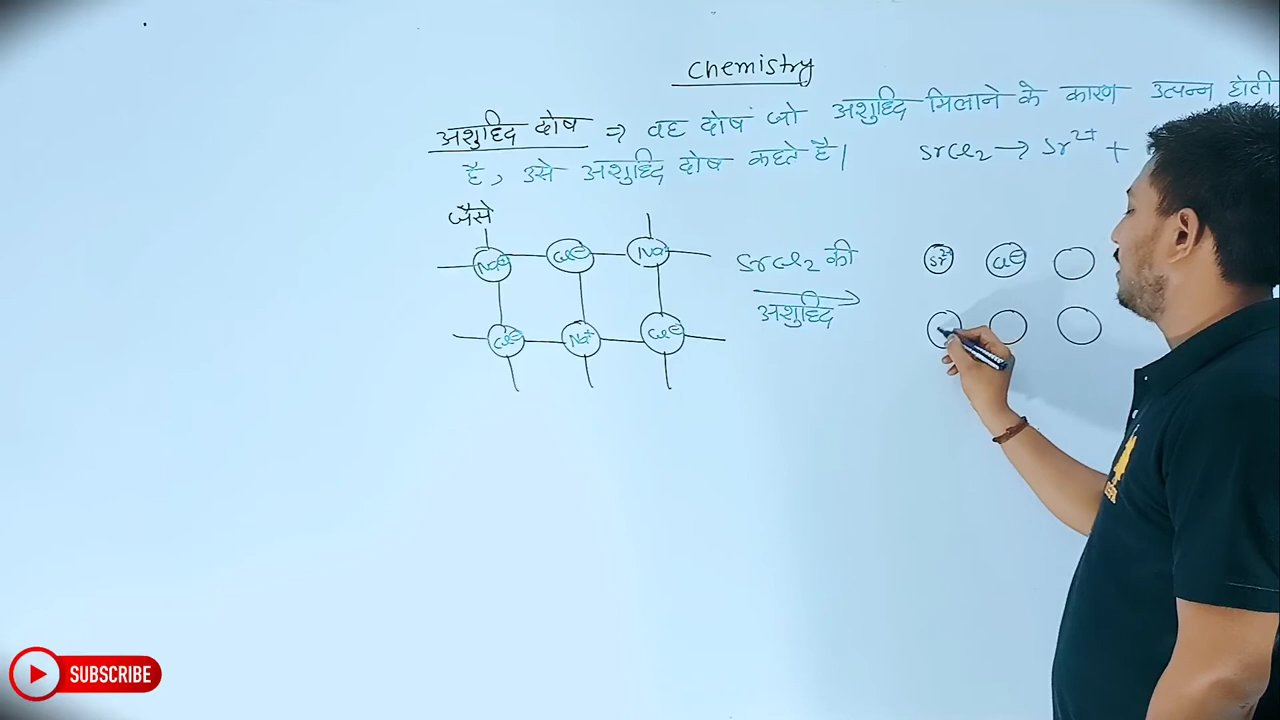 Chemistry
अशुध्दि दोष ⇒ वह दोष जो अशुध्दि मिलाने के कारण उत्पन्न होती
है, उसे अशुध्दि दोष कहते है।
SrCl₂ → Sr²⁺ +
जैसे
Na⊕ Cl⊖ Na
Cl⊖ Na⁺ Cl⊖
SrCl₂ की
अशुध्दि
Sr²⁺ Cl⊖
SUBSCRIBE